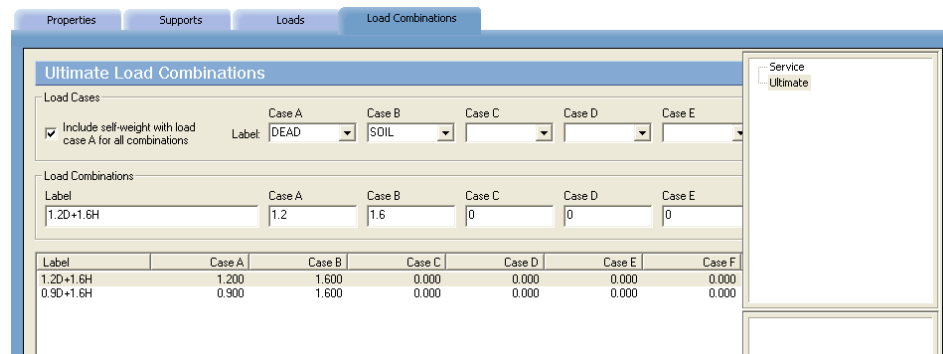 Properties Supports Loads Load Combinations
Ultimate Load Combinations
Service
Ultimate
Load Cases
Case A Case B Case C Case D Case E
Include self-weight with load
case A for all combinations
Label: DEAD SOIL
Load Combinations
Label Case A Case B Case C Case D Case E
1.2D+1.6H 1.2 1.6 0 0 0
Label Case A Case B Case C Case D Case E Case F
1.2D+1.6H 1.200 1.600 0.000 0.000 0.000 0.000
0.9D+1.6H 0.900 1.600 0.000 0.000 0.000 0.000